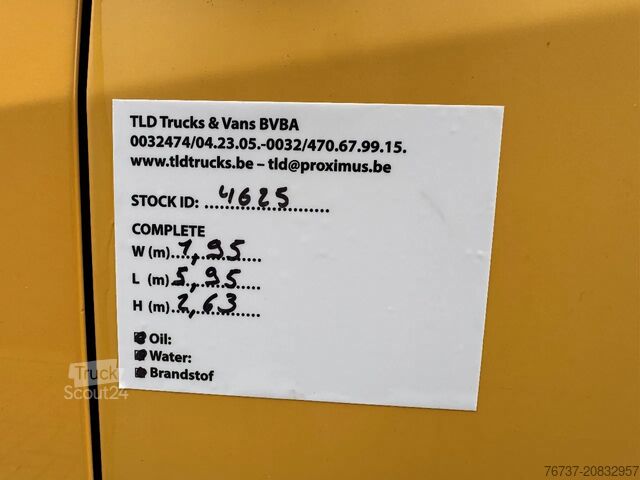 TLD Trucks & Vans BVBA
0032474/04.23.05.-0032/470.67.99.15.
www.tldtrucks.be – tld@proximus.be
STOCK ID: 4625
COMPLETE
W (m) 1,95
L (m) 5,95
H (m) 2,63
Oil:
Water:
Brandstof
Truck
Scout24
76737-20832957